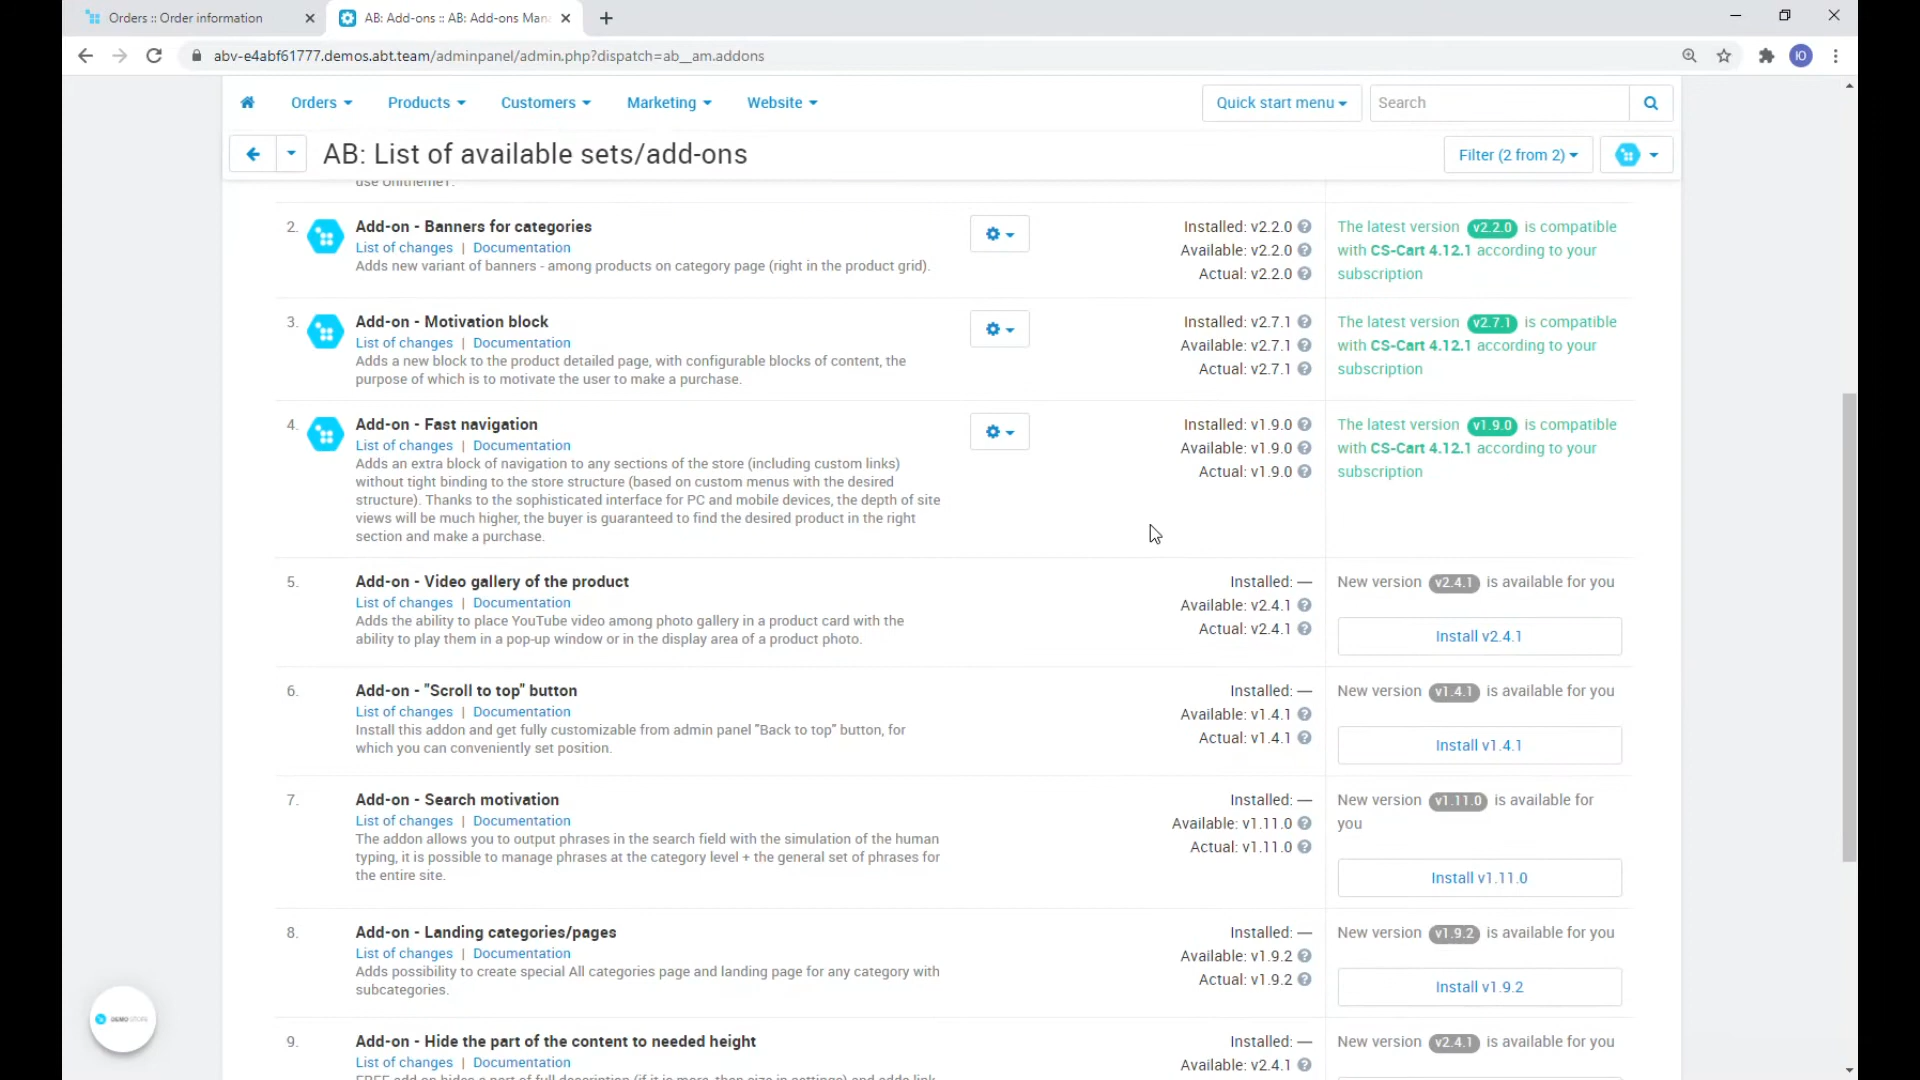 Orders :: Order information
AB: Add-ons :: AB: Add-ons Man
abv-e4abf61777.demos.abt.team/adminpanel/admin.php?dispatch=ab__am.addons
Ю
Orders
Products
Customers
Marketing
Website
Quick start menu
Search
AB: List of available sets/add-ons
Filter (2 from 2)
use Unitheme1.
2.
Add-on - Banners for categories
List of changes | Documentation
Adds new variant of banners - among products on category page (right in the product grid).
Installed: v2.2.0
Available: v2.2.0
Actual: v2.2.0
The latest version v2.2.0 is compatible
with CS-Cart 4.12.1 according to your
subscription
3.
Add-on - Motivation block
List of changes | Documentation
Adds a new block to the product detailed page, with configurable blocks of content, the
purpose of which is to motivate the user to make a purchase.
Installed: v2.7.1
Available: v2.7.1
Actual: v2.7.1
The latest version v2.7.1 is compatible
with CS-Cart 4.12.1 according to your
subscription
4.
Add-on - Fast navigation
List of changes | Documentation
Adds an extra block of navigation to any sections of the store (including custom links)
without tight binding to the store structure (based on custom menus with the desired
structure). Thanks to the sophisticated interface for PC and mobile devices, the depth of site
views will be much higher, the buyer is guaranteed to find the desired product in the right
section and make a purchase.
Installed: v1.9.0
Available: v1.9.0
Actual: v1.9.0
The latest version v1.9.0 is compatible
with CS-Cart 4.12.1 according to your
subscription
5.
Add-on - Video gallery of the product
List of changes | Documentation
Adds the ability to place YouTube video among photo gallery in a product card with the
ability to play them in a pop-up window or in the display area of a product photo.
Installed: —
Available: v2.4.1
Actual: v2.4.1
New version v2.4.1 is available for you
Install v2.4.1
6.
Add-on - "Scroll to top" button
List of changes | Documentation
Install this addon and get fully customizable from admin panel "Back to top" button, for
which you can conveniently set position.
Installed: —
Available: v1.4.1
Actual: v1.4.1
New version v1.4.1 is available for you
Install v1.4.1
7.
Add-on - Search motivation
List of changes | Documentation
The addon allows you to output phrases in the search field with the simulation of the human
typing, it is possible to manage phrases at the category level + the general set of phrases for
the entire site.
Installed: —
Available: v1.11.0
Actual: v1.11.0
New version v1.11.0 is available for
you
Install v1.11.0
8.
Add-on - Landing categories/pages
List of changes | Documentation
Adds possibility to create special All categories page and landing page for any category with
subcategories.
Installed: —
Available: v1.9.2
Actual: v1.9.2
New version v1.9.2 is available for you
Install v1.9.2
DEMO STORE
9.
Add-on - Hide the part of the content to needed height
List of changes | Documentation
FREE add-on hides a part of full description (if it is more, then size in settings) and adds link
Installed: —
Available: v2.4.1
New version v2.4.1 is available for you